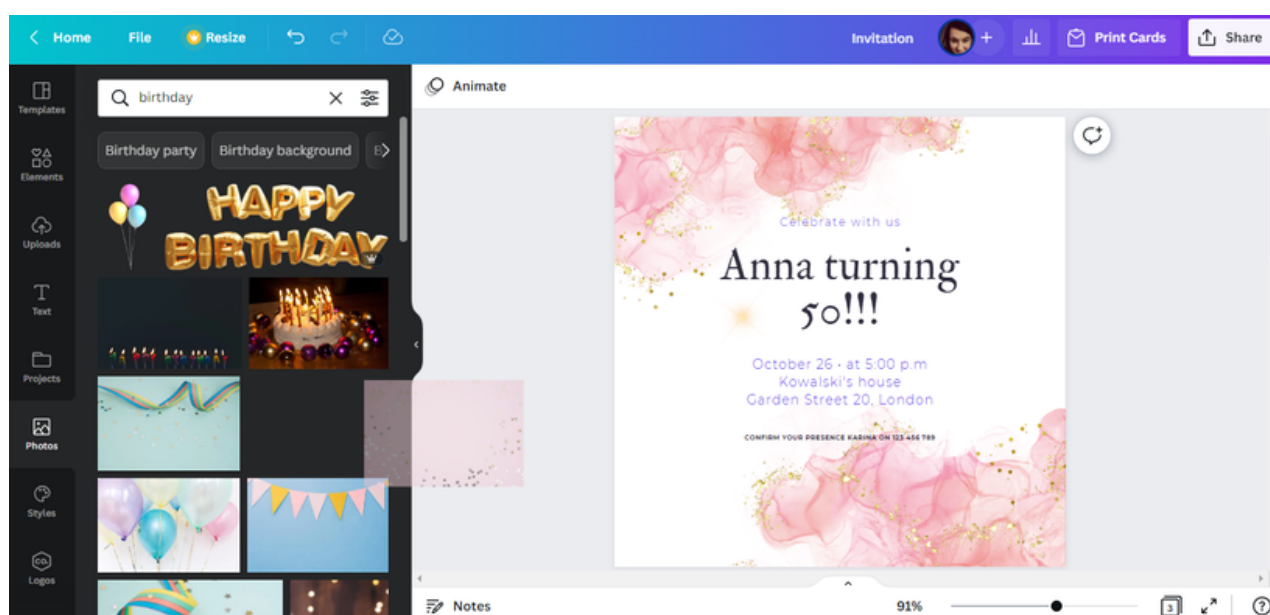 Home File Resize Invitation Print Cards Share
Templates
Elements
Uploads
Text
Projects
Photos
Styles
CO.
Logos
birthday
Birthday party Birthday background
HAPPY
BIRTHDAY
Animate
Celebrate with us
Anna turning
50!!!
October 26 • at 5:00 p.m
Kowalski's house
Garden Street 20, London
CONFIRM YOUR PRESENCE KARINA ON 123 456 789
Notes 91% 3